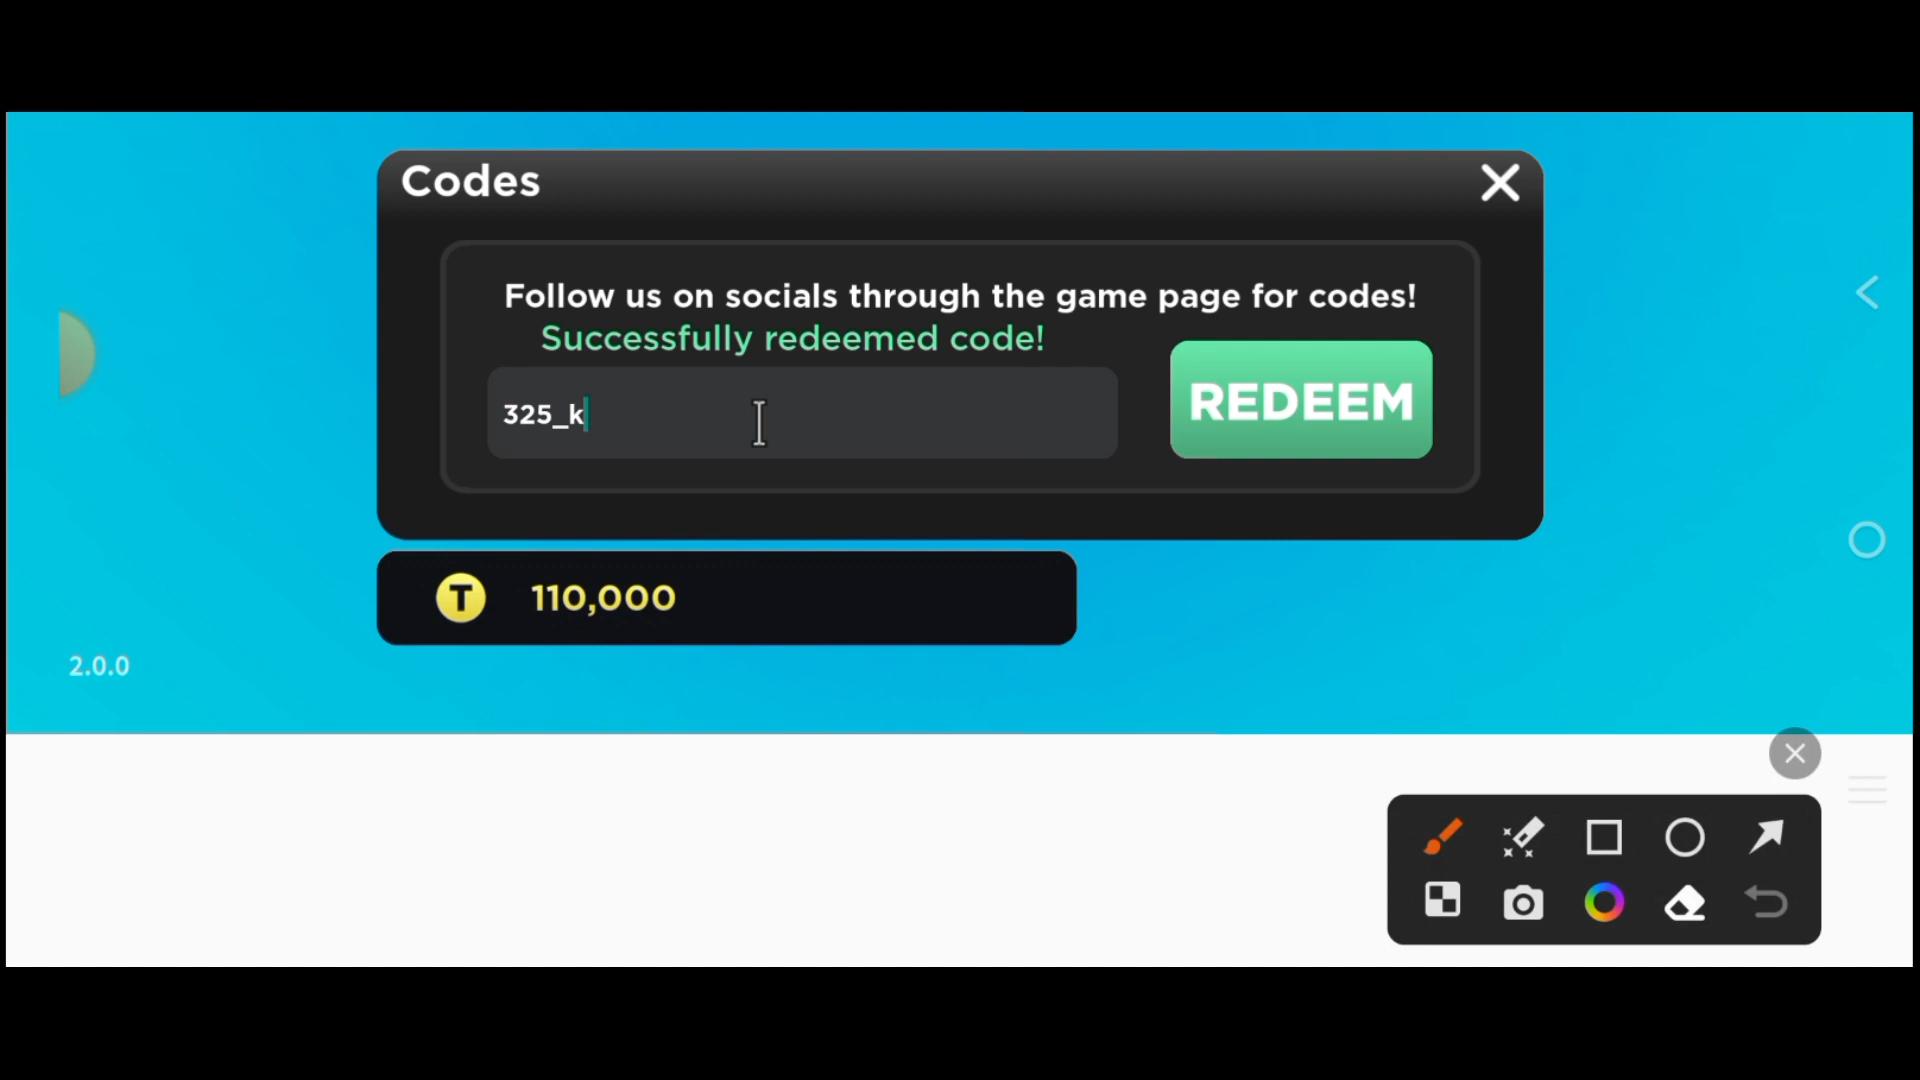 Codes
Follow us on socials through the game page for codes!
Successfully redeemed code!
325_k
REDEEM
T 110,000
2.0.0